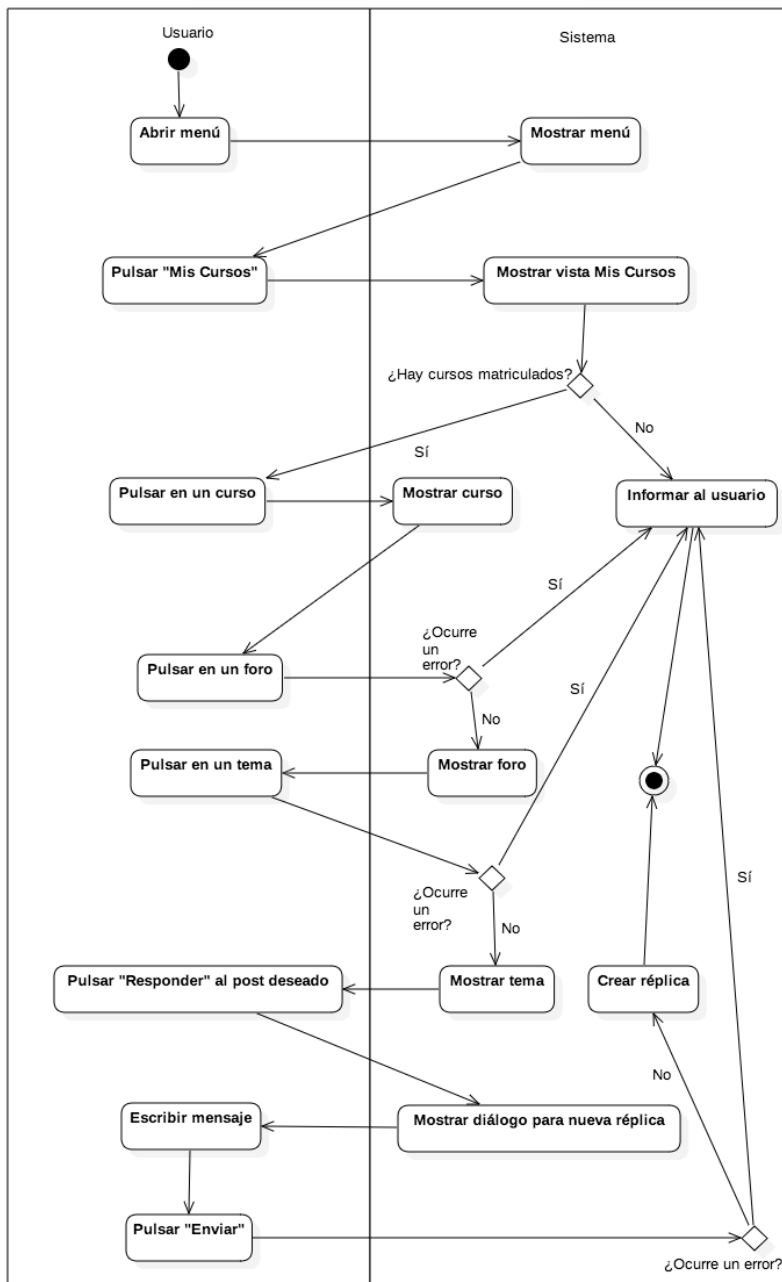 Usuario
Sistema
Abrir menú
Mostrar menú
Pulsar "Mis Cursos"
Mostrar vista Mis Cursos
¿Hay cursos matriculados?
No
Sí
Pulsar en un curso
Mostrar curso
Informar al usuario
Sí
¿Ocurre
un
error?
Pulsar en un foro
Sí
No
Pulsar en un tema
Mostrar foro
Sí
¿Ocurre
un
error?
No
Pulsar "Responder" al post deseado
Mostrar tema
Crear réplica
No
Escribir mensaje
Mostrar diálogo para nueva réplica
Pulsar "Enviar"
¿Ocurre un error?